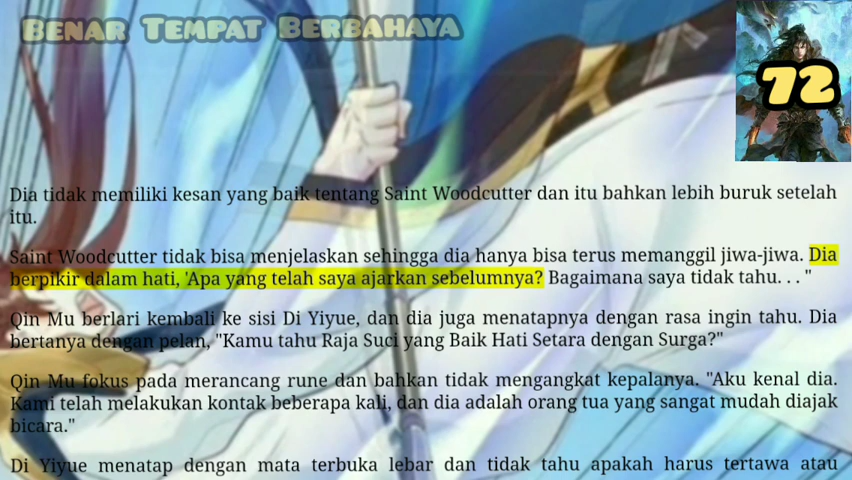 Benar Tempat Berbahaya
72
Dia tidak memiliki kesan yang baik tentang Saint Woodcutter dan itu bahkan lebih buruk setelah
itu.
Saint Woodcutter tidak bisa menjelaskan sehingga dia hanya bisa terus memanggil jiwa-jiwa. Dia
berpikir dalam hati, 'Apa yang telah saya ajarkan sebelumnya? Bagaimana saya tidak tahu. . . "
Qin Mu berlari kembali ke sisi Di Yiyue, dan dia juga menatapnya dengan rasa ingin tahu. Dia
bertanya dengan pelan, "Kamu tahu Raja Suci yang Baik Hati Setara dengan Surga?"
Qin Mu fokus pada merancang rune dan bahkan tidak mengangkat kepalanya. "Aku kenal dia.
Kami telah melakukan kontak beberapa kali, dan dia adalah orang tua yang sangat mudah diajak
bicara."
Di Yiyue menatap dengan mata terbuka lebar dan tidak tahu apakah harus tertawa atau